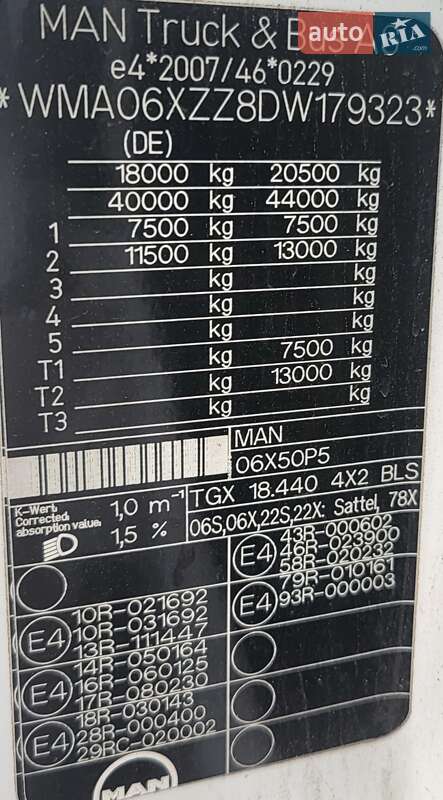 MAN Truck & Bus A
auto RIA
.com
e4*2007/46*0229
*WMA06XZZ8DW179323*
(DE)
18000 kg 20500 kg
40000 kg 44000 kg
1 7500 kg 7500 kg
2 11500 kg 13000 kg
3 kg kg
4 kg kg
5 kg kg
T1 kg 7500 kg
T2 kg 13000 kg
T3 kg kg
MAN
06X50P5
K-Wert. 1,0 m⁻¹
Corrected
absorption value:
1,5 %
TGX 18.440 4X2 BLS
06S,06X,22S,22X: Sattel, 78X
E4 43R-000602
46R-023900
58R-020232
E4 79R-010161
93R-000003
E4 10R-021692
10R-031692
13R-111447
E4 14R-050164
16R-060125
17R-080230
E4 18R-030143
28R-000400
29RC-020002
MAN